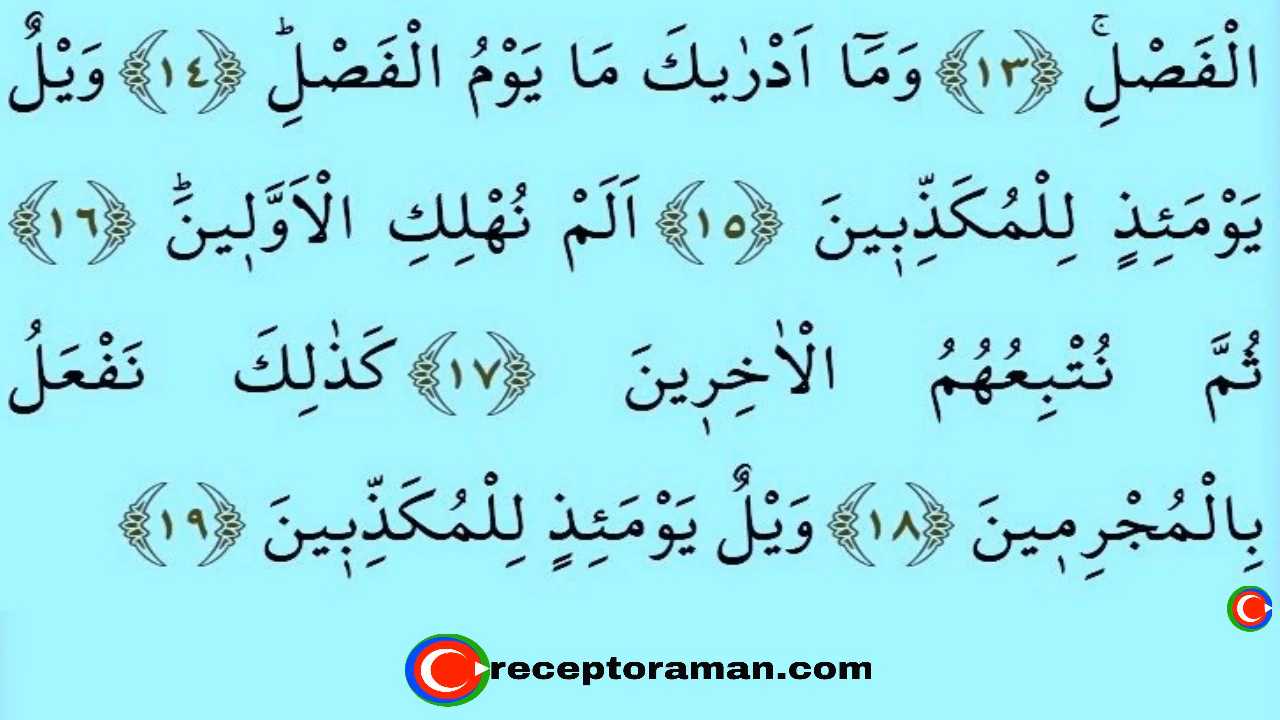 الْفَصْلِۚ ﴿١٣﴾ وَمَٓا اَدْرٰيكَ مَا يَوْمُ الْفَصْلِۜ ﴿١٤﴾ وَيْلٌ
يَوْمَئِذٍ لِلْمُكَذِّب۪ينَ ﴿١٥﴾ اَلَمْ نُهْلِكِ الْاَوَّل۪ينَۜ ﴿١٦﴾
ثُمَّ نُتْبِعُهُمُ الْاٰخِر۪ينَ ﴿١٧﴾ كَذٰلِكَ نَفْعَلُ
بِالْمُجْرِم۪ينَ ﴿١٨﴾ وَيْلٌ يَوْمَئِذٍ لِلْمُكَذِّب۪ينَ ﴿١٩﴾
receptoraman.com